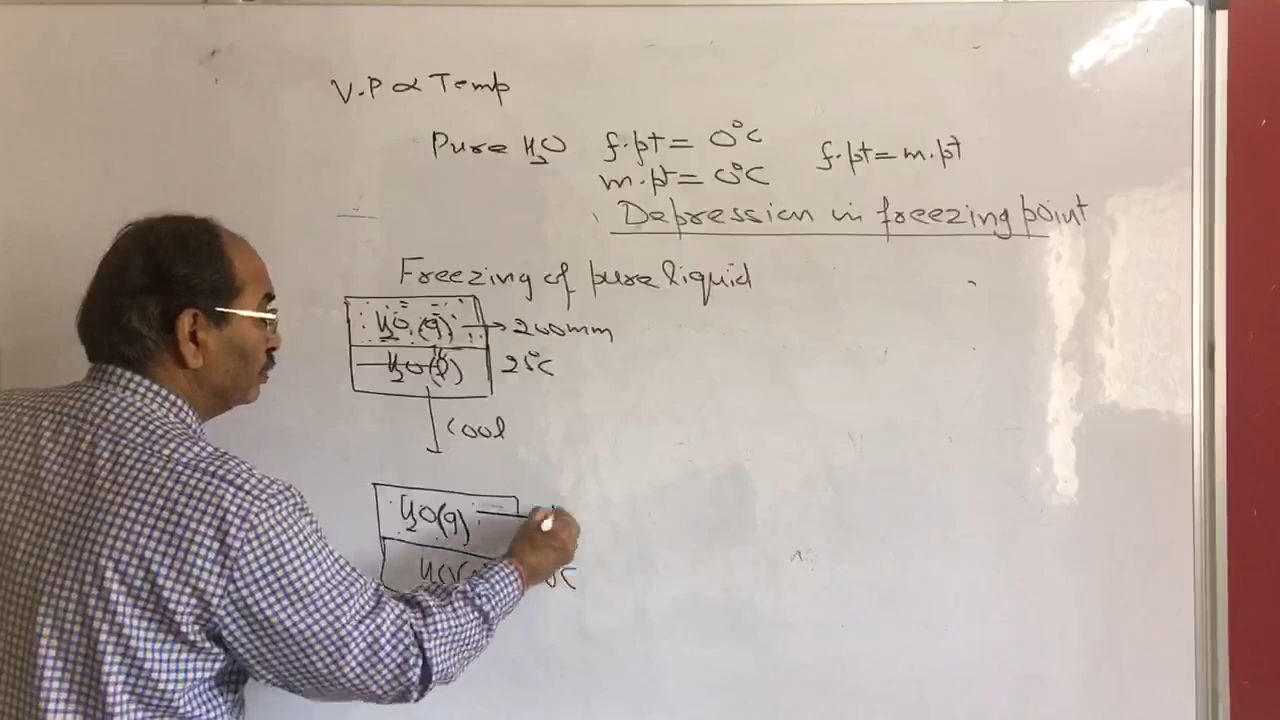 V.P ∝ Temp
Pure H₂O f.pt = 0°C f.pt = m.pt
m.pt = 0°C
Depression in freezing point
Freezing of pure liquid
H₂O(g) → 200mm
H₂O(l) 25°C
Cool
H₂O(g)